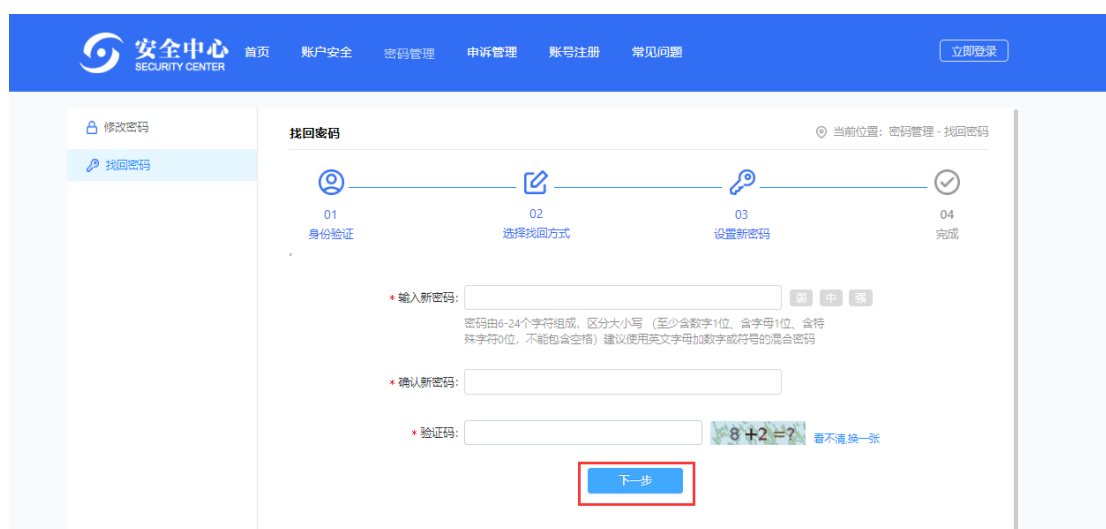 安全中心
SECURITY CENTER
首页 账户安全 密码管理 申诉管理 账号注册 常见问题 立即登录
修改密码
找回密码
找回密码 当前位置：密码管理 - 找回密码
01 02 03 04
身份验证 选择找回方式 设置新密码 完成
* 输入新密码: 弱 中 强
密码由6-24个字符组成，区分大小写 （至少含数字1位、含字母1位、含特
殊字符0位，不能包含空格）建议使用英文字母加数字或符号的混合密码
* 确认新密码:
* 验证码: 8 +2 =? 看不清,换一张
下一步